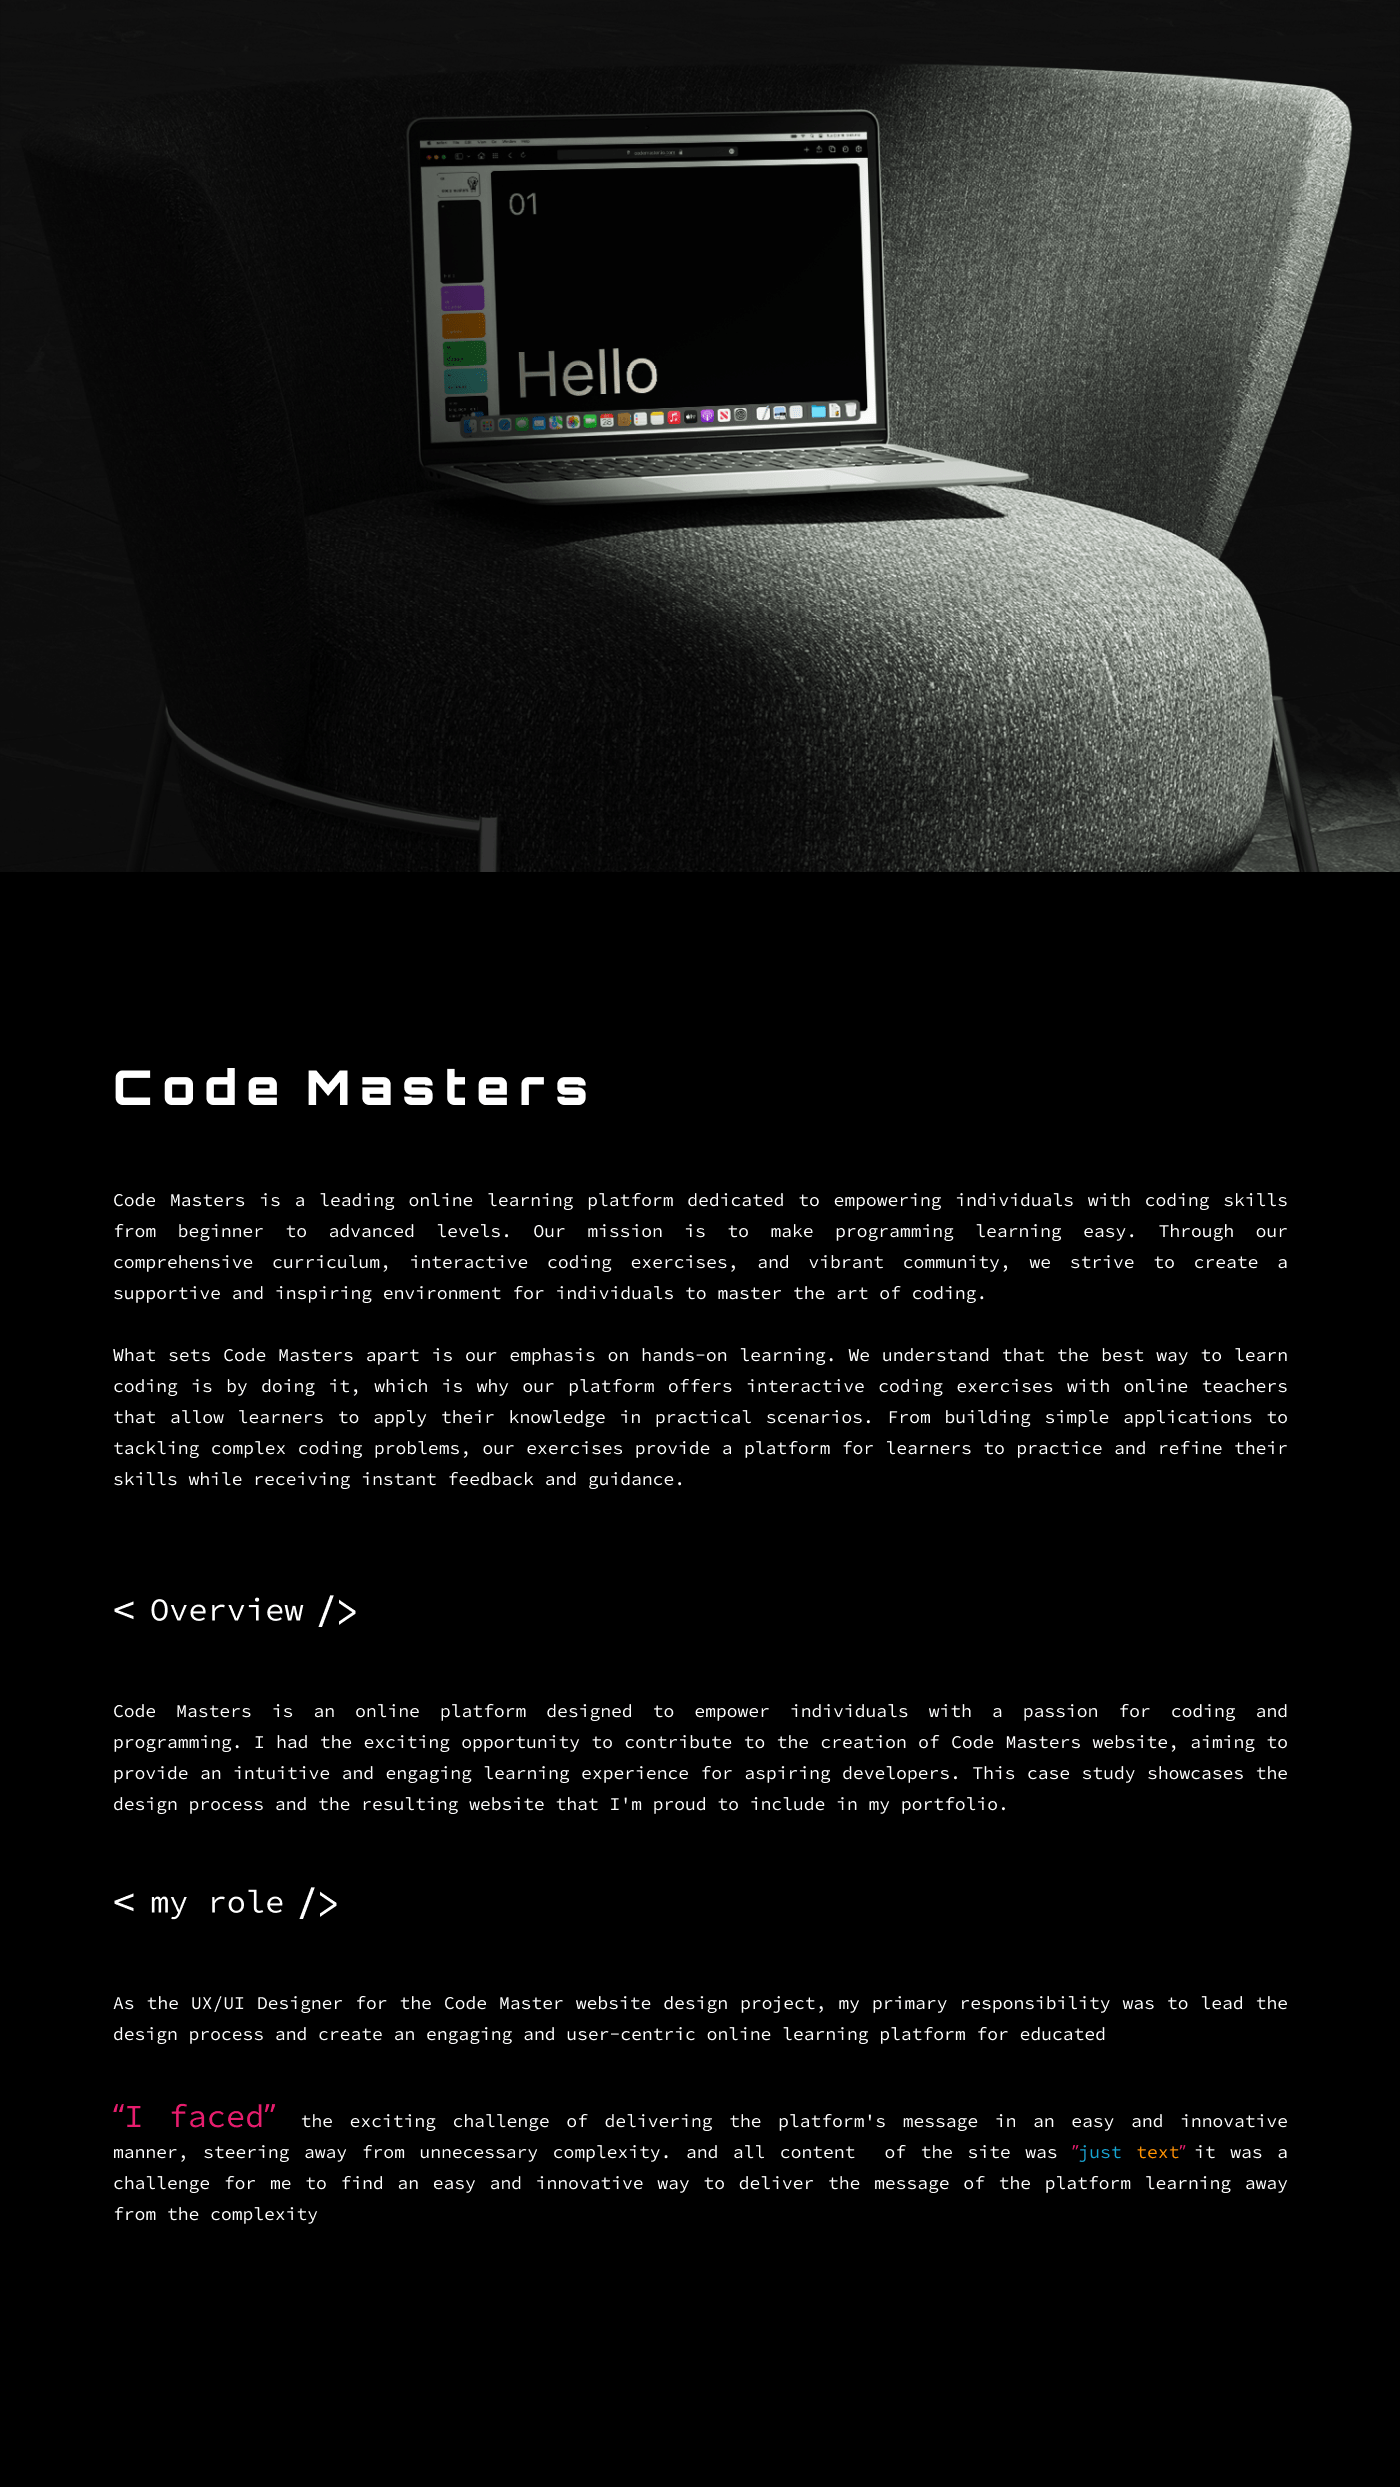 01
Hello
Code Masters
Code Masters is a leading online learning platform dedicated to empowering individuals with coding skills
from beginner to advanced levels. Our mission is to make programming learning easy. Through our
comprehensive curriculum, interactive coding exercises, and vibrant community, we strive to create a
supportive and inspiring environment for individuals to master the art of coding.
What sets Code Masters apart is our emphasis on hands-on learning. We understand that the best way to learn
coding is by doing it, which is why our platform offers interactive coding exercises with online teachers
that allow learners to apply their knowledge in practical scenarios. From building simple applications to
tackling complex coding problems, our exercises provide a platform for learners to practice and refine their
skills while receiving instant feedback and guidance.
< Overview />
Code Masters is an online platform designed to empower individuals with a passion for coding and
programming. I had the exciting opportunity to contribute to the creation of Code Masters website, aiming to
provide an intuitive and engaging learning experience for aspiring developers. This case study showcases the
design process and the resulting website that I'm proud to include in my portfolio.
< my role />
As the UX/UI Designer for the Code Master website design project, my primary responsibility was to lead the
design process and create an engaging and user-centric online learning platform for educated
“I faced” the exciting challenge of delivering the platform's message in an easy and innovative
manner, steering away from unnecessary complexity. and all content of the site was "just text" it was a
challenge for me to find an easy and innovative way to deliver the message of the platform learning away
from the complexity